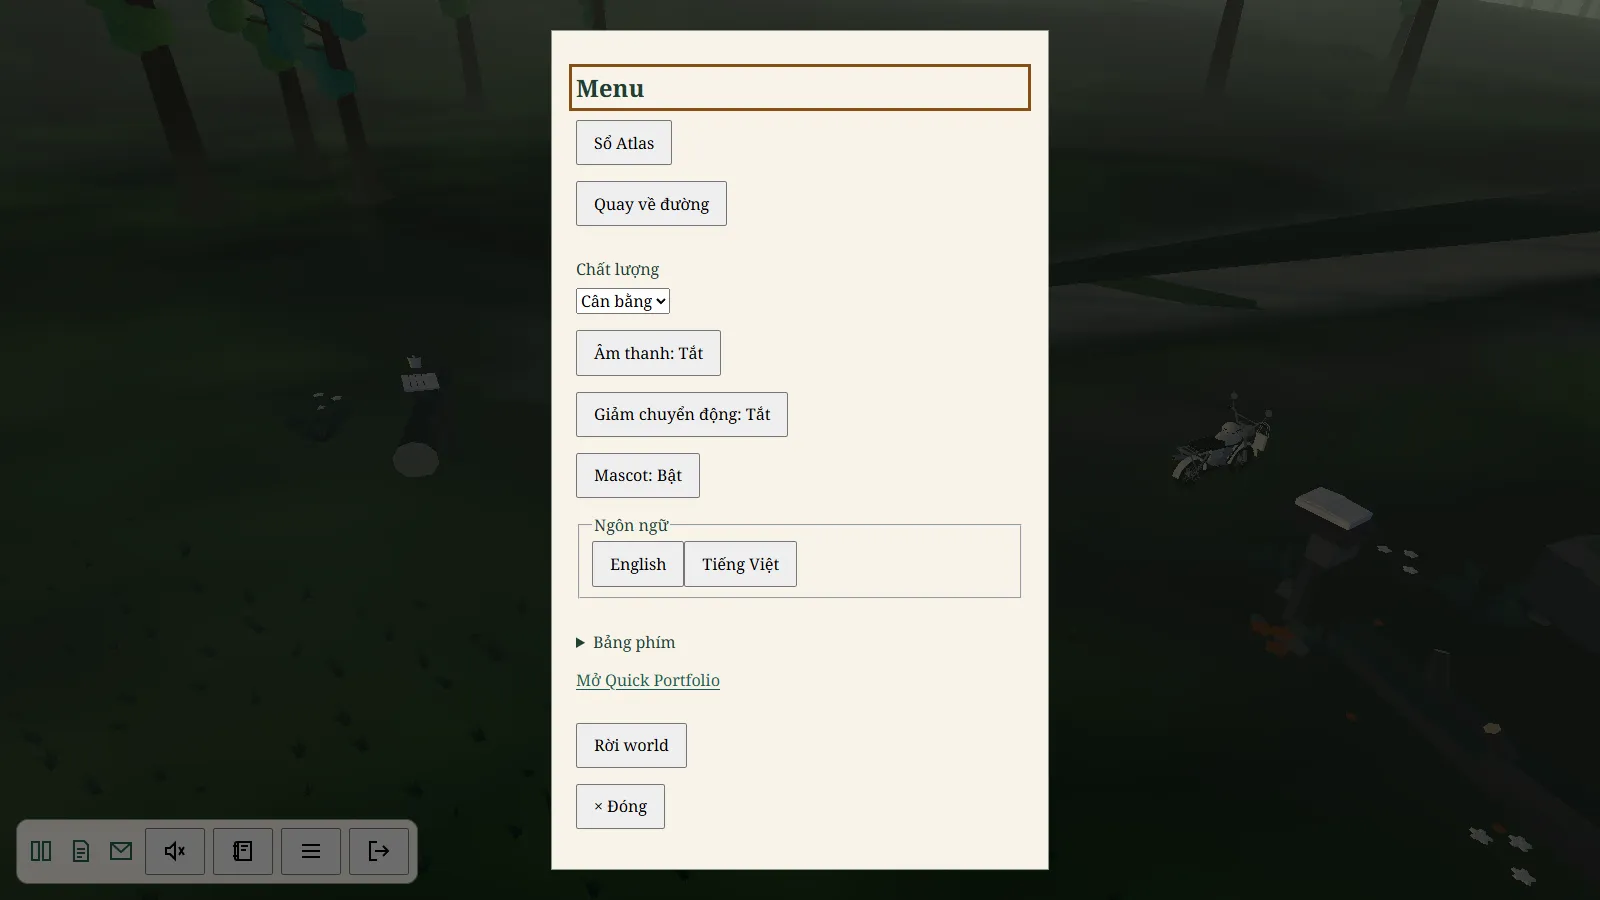 Menu
Sổ Atlas
Quay về đường
Chất lượng
Cân bằng
Âm thanh: Tắt
Giảm chuyển động: Tắt
Mascot: Bật
Ngôn ngữ
English Tiếng Việt
Bảng phím
Mở Quick Portfolio
Rời world
× Đóng